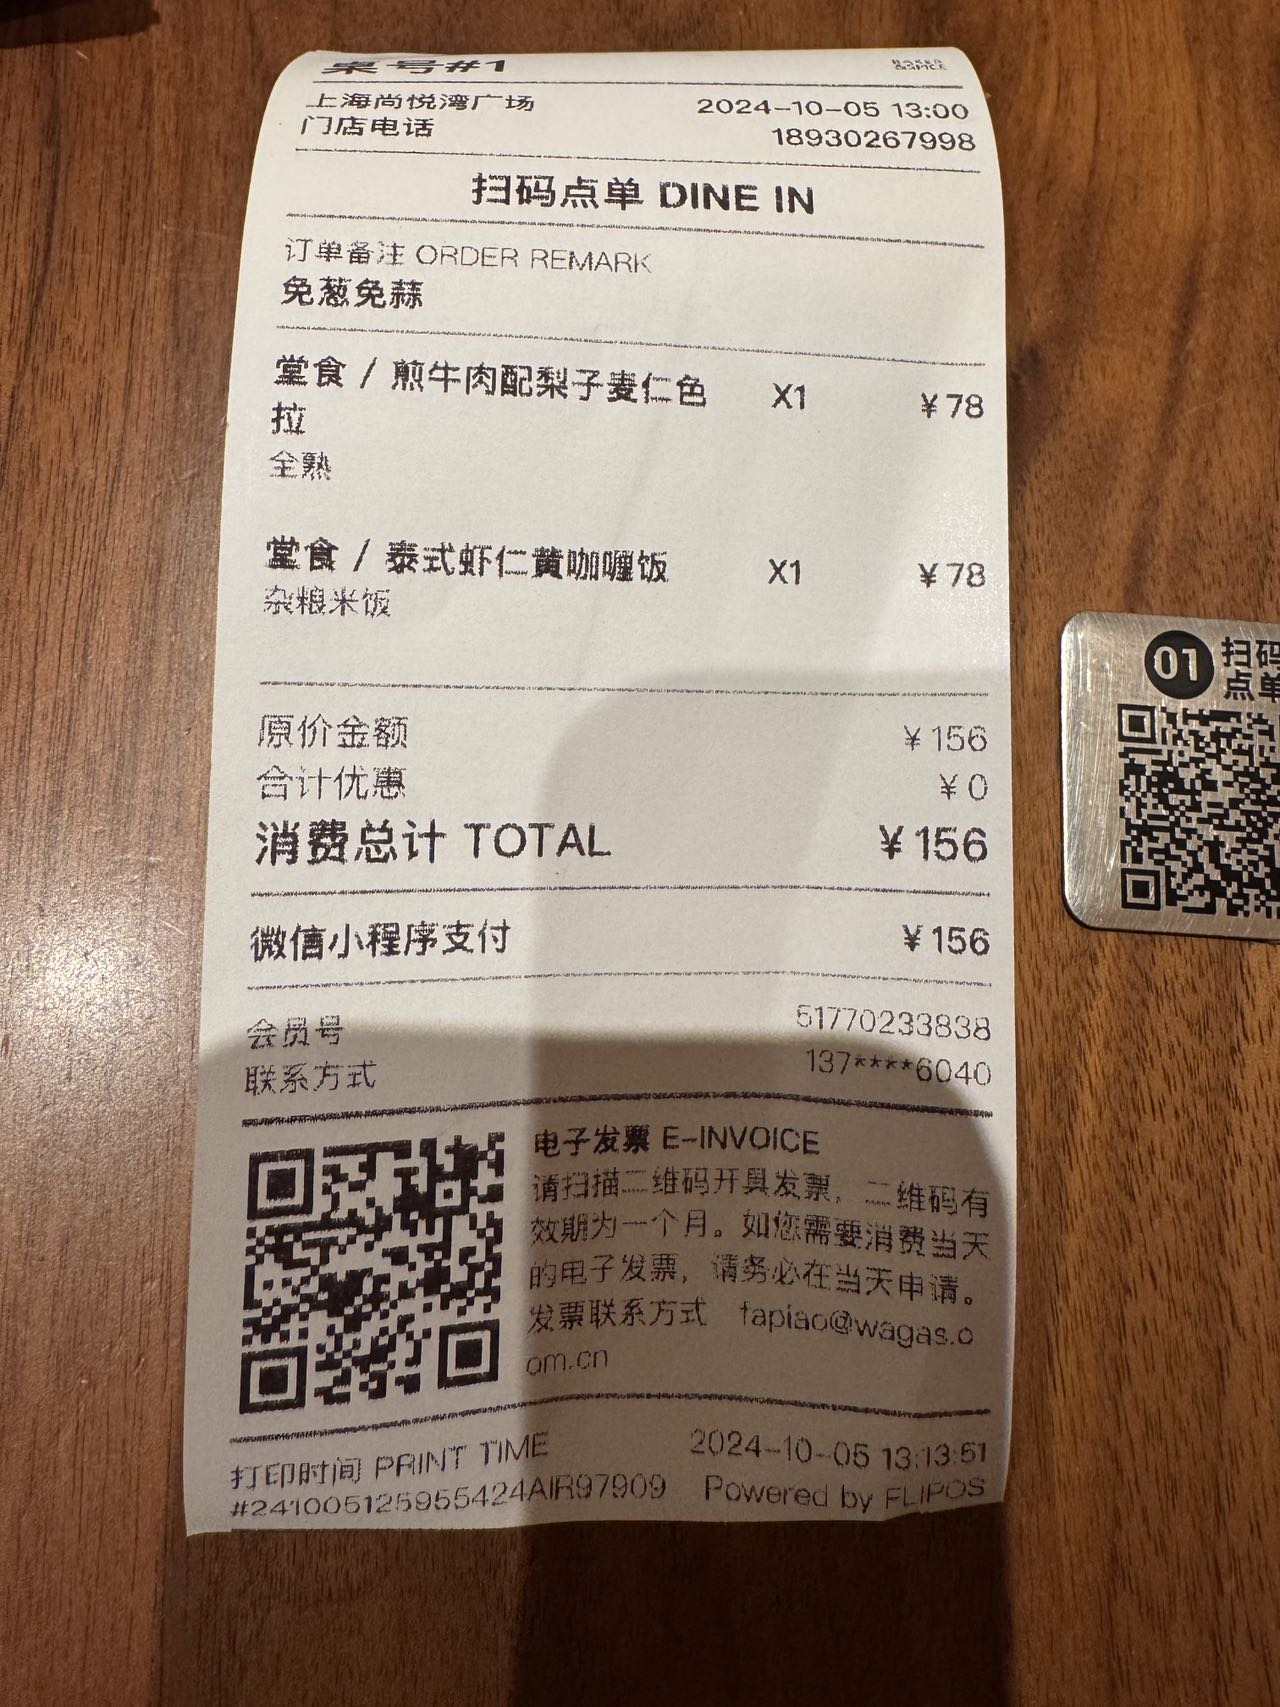 桌号#1
BAKER
&SPICE
上海尚悦湾广场 2024-10-05 13:00
门店电话 18930267998
扫码点单 DINE IN
订单备注 ORDER REMARK
免葱免蒜
堂食 / 煎牛肉配梨子麦仁色 X1 ¥78
拉
全熟
堂食 / 泰式虾仁黄咖喱饭 X1 ¥78
杂粮米饭
原价金额 ¥156
合计优惠 ¥0
消费总计 TOTAL ¥156
微信小程序支付 ¥156
会员号 51770233838
联系方式 137****6040
电子发票 E-INVOICE
请扫描二维码开具发票，二维码有
效期为一个月。如您需要消费当天
的电子发票，请务必在当天申请。
发票联系方式 fapiao@wagas.c
om.cn
打印时间 PRINT TIME 2024-10-05 13:13:51
#241005125955424AIR97909 Powered by FLIPOS
01 扫码
点单